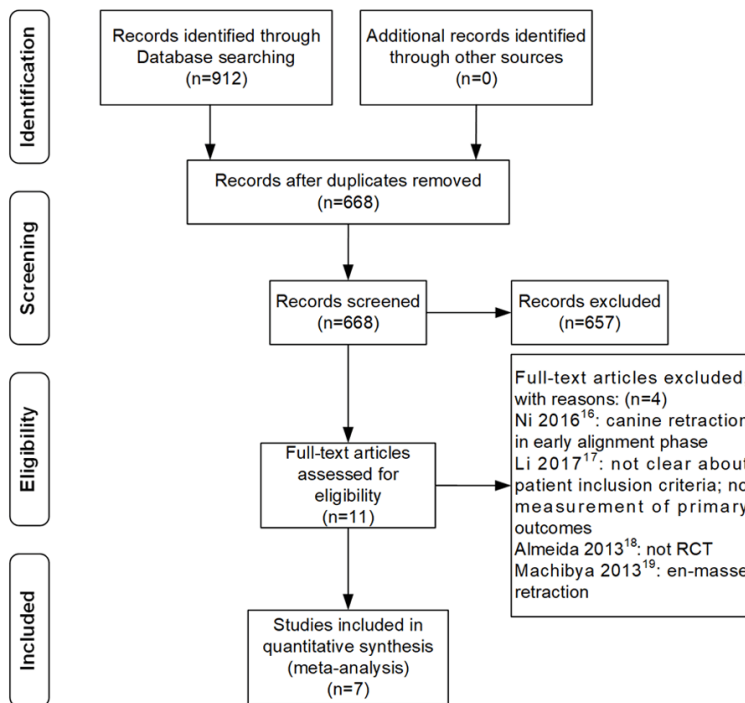 Identification
Records identified through
Database searching
(n=912)
Additional records identified
through other sources
(n=0)
Records after duplicates removed
(n=668)
Screening
Records screened
(n=668)
Records excluded
(n=657)
Eligibility
Full-text articles
assessed for
eligibility
(n=11)
Full-text articles excluded,
with reasons: (n=4)
Ni 2016¹⁶: canine retraction
in early alignment phase
Li 2017¹⁷: not clear about
patient inclusion criteria; no
measurement of primary
outcomes
Almeida 2013¹⁸: not RCT
Machibya 2013¹⁹: en-masse
retraction
Included
Studies included in
quantitative synthesis
(meta-analysis)
(n=7)